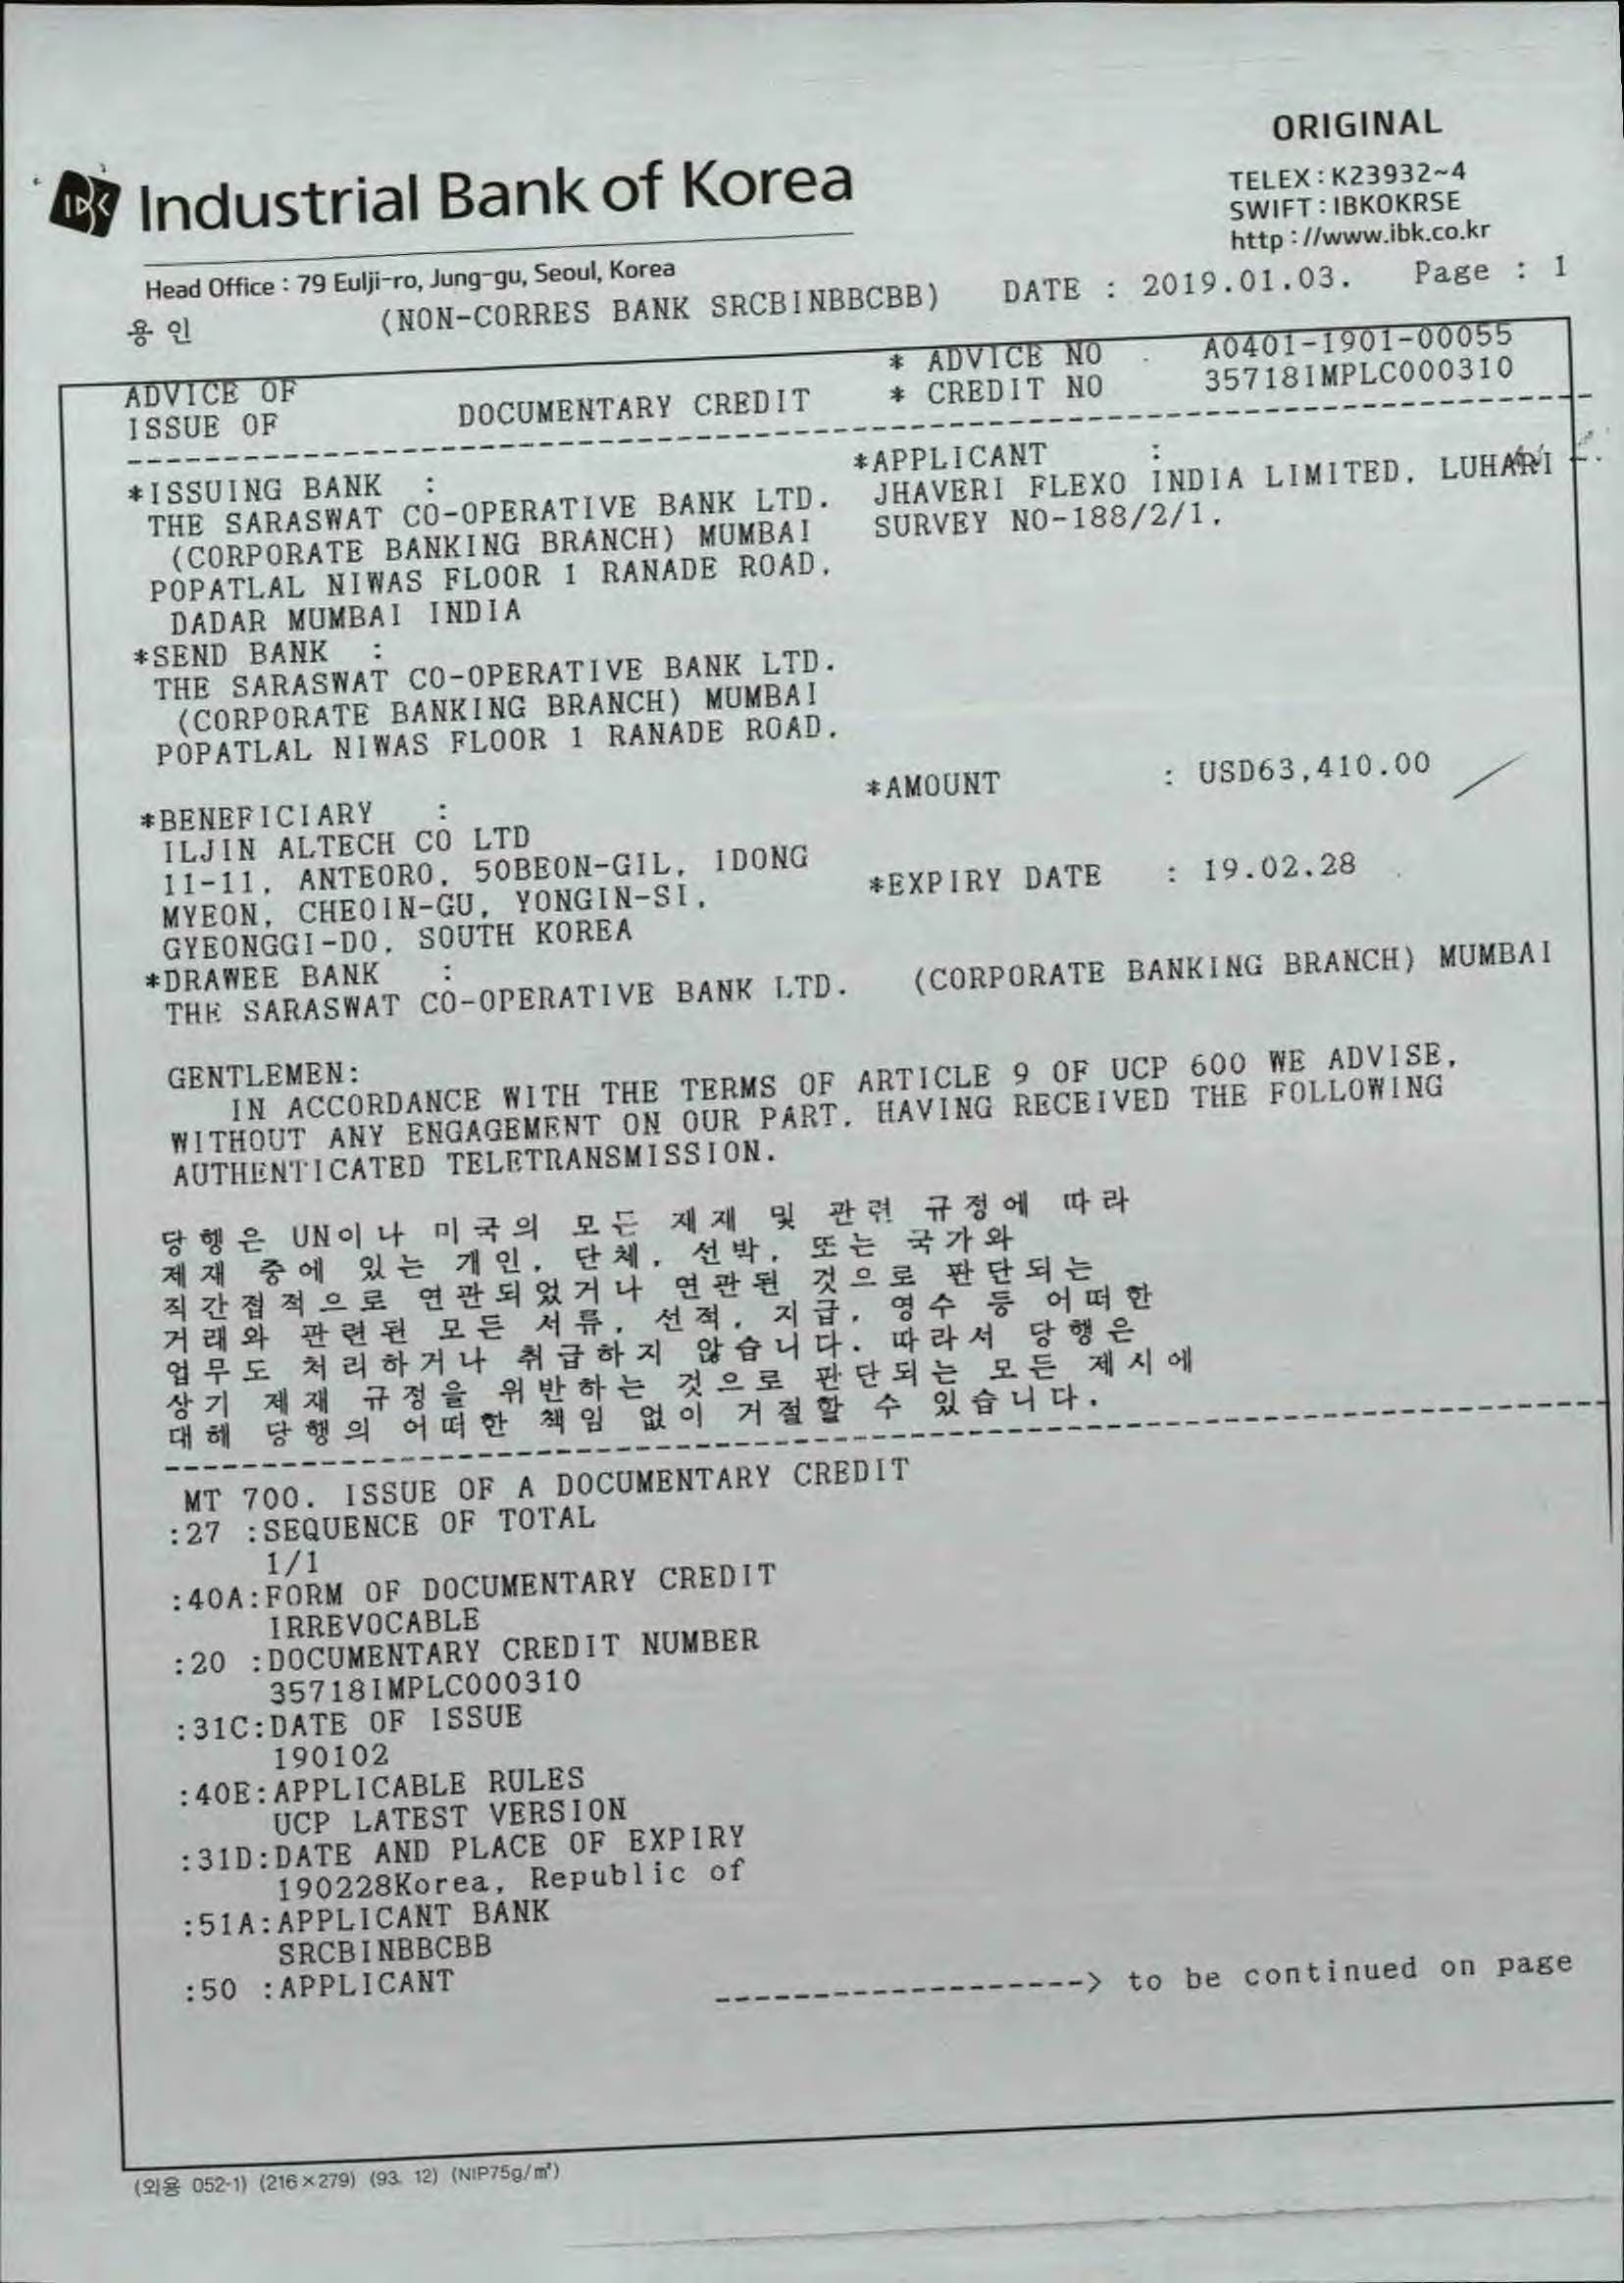 ORIGINAL
IBK Industrial Bank of Korea
TELEX : K23932~4
SWIFT : IBKOKRSE
http : //www.ibk.co.kr
Head Office : 79 Eulji-ro, Jung-gu, Seoul, Korea
용인 (NON-CORRES BANK SRCBINBBCBB) DATE : 2019.01.03. Page : 1
ADVICE OF * ADVICE NO A0401-1901-00055
ISSUE OF DOCUMENTARY CREDIT * CREDIT NO 35718IMPLC000310
*ISSUING BANK : *APPLICANT :
THE SARASWAT CO-OPERATIVE BANK LTD. JHAVERI FLEXO INDIA LIMITED, LUHARI
(CORPORATE BANKING BRANCH) MUMBAI SURVEY NO-188/2/1,
POPATLAL NIWAS FLOOR 1 RANADE ROAD,
DADAR MUMBAI INDIA
*SEND BANK :
THE SARASWAT CO-OPERATIVE BANK LTD.
(CORPORATE BANKING BRANCH) MUMBAI
POPATLAL NIWAS FLOOR 1 RANADE ROAD,
*AMOUNT : USD63,410.00
*BENEFICIARY :
ILJIN ALTECH CO LTD
11-11, ANTEORO, 50BEON-GIL, IDONG
*EXPIRY DATE : 19.02.28
MYEON, CHEOIN-GU, YONGIN-SI,
GYEONGGI-DO, SOUTH KOREA
*DRAWEE BANK :
THE SARASWAT CO-OPERATIVE BANK LTD. (CORPORATE BANKING BRANCH) MUMBAI
GENTLEMEN:
IN ACCORDANCE WITH THE TERMS OF ARTICLE 9 OF UCP 600 WE ADVISE,
WITHOUT ANY ENGAGEMENT ON OUR PART, HAVING RECEIVED THE FOLLOWING
AUTHENTICATED TELETRANSMISSION.
당행은 UN이나 미국의 모든 제재 및 관련 규정에 따라
제재 중에 있는 개인, 단체, 선박, 또는 국가와
직간접적으로 연관되었거나 연관된 것으로 판단되는
거래와 관련된 모든 서류, 선적, 지급, 영수 등 어떠한
업무도 처리하거나 취급하지 않습니다. 따라서 당행은
상기 제재 규정을 위반하는 것으로 판단되는 모든 제시에
대해 당행의 어떠한 책임 없이 거절할 수 있습니다.
MT 700. ISSUE OF A DOCUMENTARY CREDIT
:27 :SEQUENCE OF TOTAL
1/1
:40A:FORM OF DOCUMENTARY CREDIT
IRREVOCABLE
:20 :DOCUMENTARY CREDIT NUMBER
35718IMPLC000310
:31C:DATE OF ISSUE
190102
:40E:APPLICABLE RULES
UCP LATEST VERSION
:31D:DATE AND PLACE OF EXPIRY
190228Korea, Republic of
:51A:APPLICANT BANK
SRCBINBBCBB
:50 :APPLICANT
-------------------> to be continued on page
(외용 052-1) (216×279) (93. 12) (NIP75g/㎡)